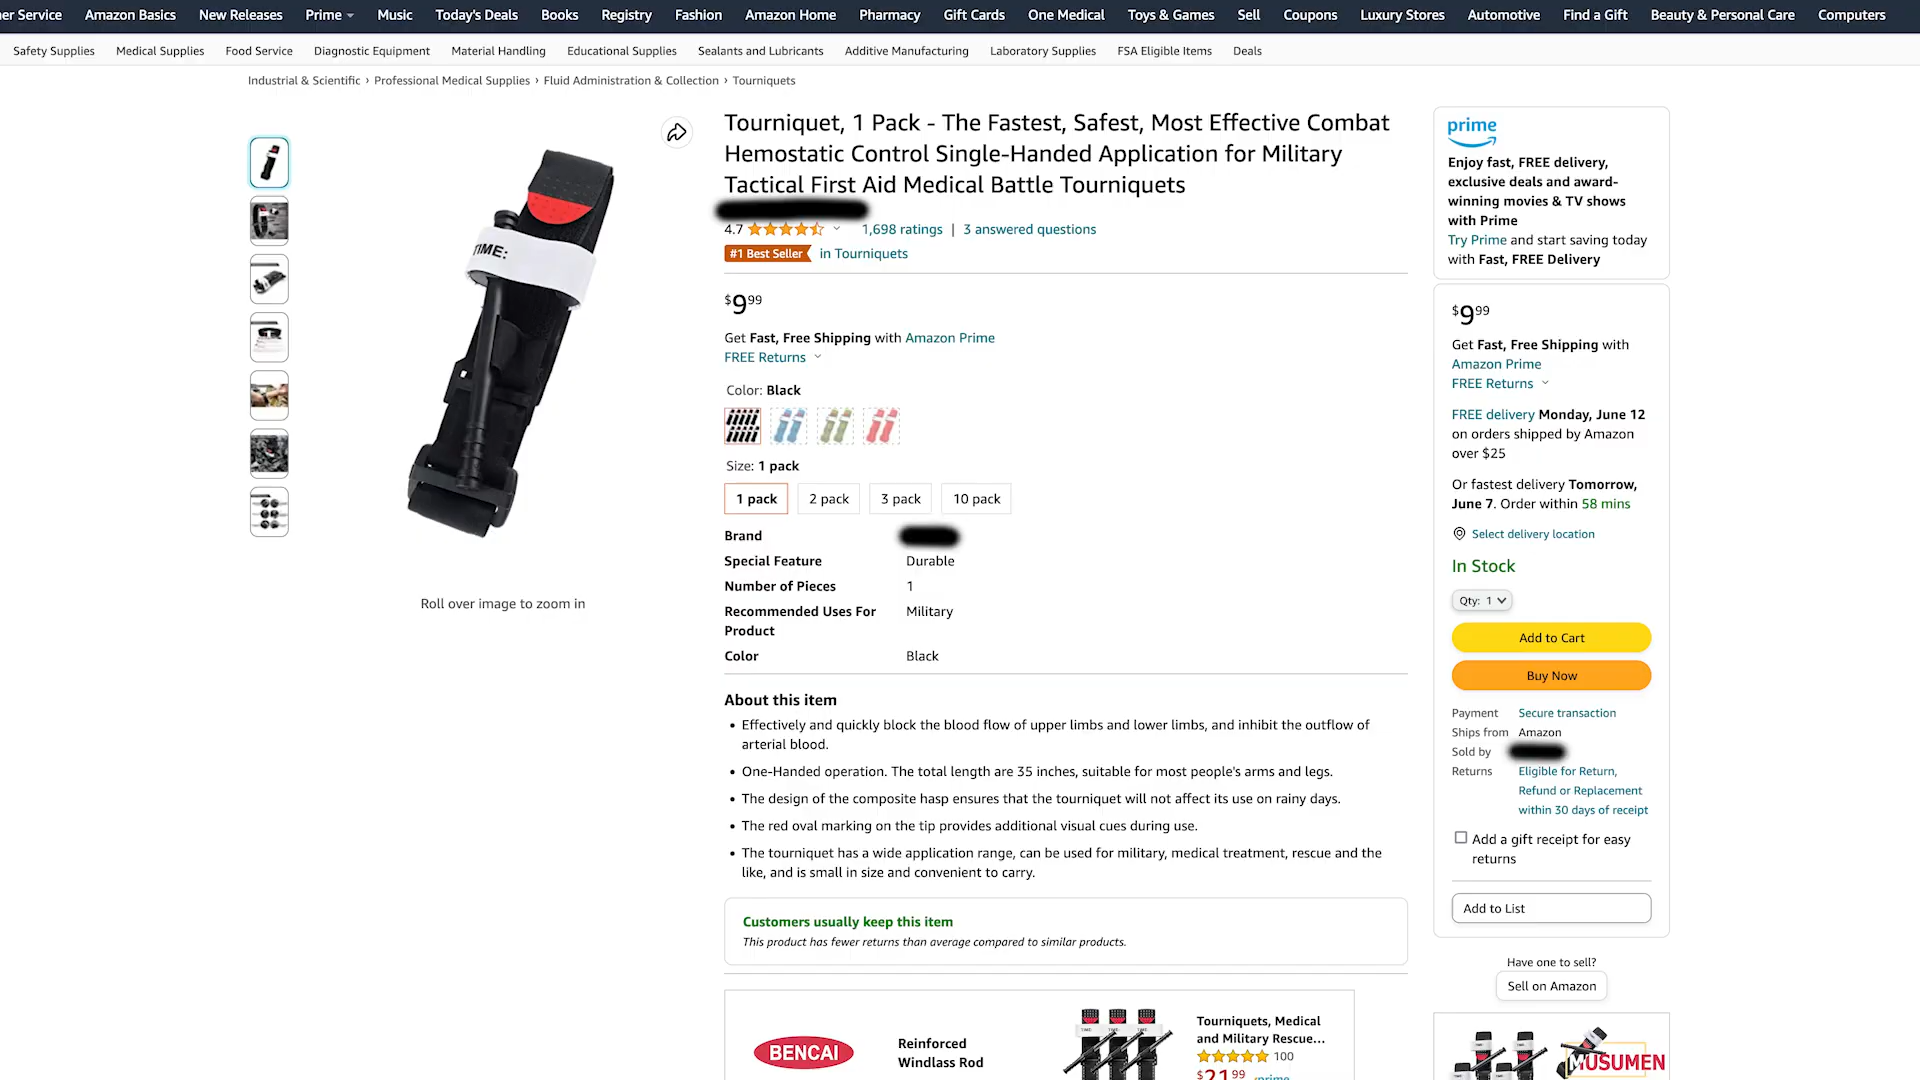 er Service Amazon Basics New Releases Prime Music Today's Deals Books Registry Fashion Amazon Home Pharmacy Gift Cards One Medical Toys & Games Sell Coupons Luxury Stores Automotive Find a Gift Beauty & Personal Care Computers
Safety Supplies Medical Supplies Food Service Diagnostic Equipment Material Handling Educational Supplies Sealants and Lubricants Additive Manufacturing Laboratory Supplies FSA Eligible Items Deals
Industrial & Scientific › Professional Medical Supplies › Fluid Administration & Collection › Tourniquets
TIME:
Roll over image to zoom in
Tourniquet, 1 Pack - The Fastest, Safest, Most Effective Combat
Hemostatic Control Single-Handed Application for Military
Tactical First Aid Medical Battle Tourniquets
4.7 1,698 ratings | 3 answered questions
#1 Best Seller in Tourniquets
$9.99
Get Fast, Free Shipping with Amazon Prime
FREE Returns
Color: Black
Size: 1 pack
1 pack 2 pack 3 pack 10 pack
Brand
Special Feature Durable
Number of Pieces 1
Recommended Uses For Military
Product
Color Black
About this item
• Effectively and quickly block the blood flow of upper limbs and lower limbs, and inhibit the outflow of
arterial blood.
• One-Handed operation. The total length are 35 inches, suitable for most people's arms and legs.
• The design of the composite hasp ensures that the tourniquet will not affect its use on rainy days.
• The red oval marking on the tip provides additional visual cues during use.
• The tourniquet has a wide application range, can be used for military, medical treatment, rescue and the
like, and is small in size and convenient to carry.
Customers usually keep this item
This product has fewer returns than average compared to similar products.
BENCAI
Reinforced
Windlass Rod
Tourniquets, Medical
and Military Rescue...
100
$21.99 prime
prime
Enjoy fast, FREE delivery,
exclusive deals and award-
winning movies & TV shows
with Prime
Try Prime and start saving today
with Fast, FREE Delivery
$9.99
Get Fast, Free Shipping with
Amazon Prime
FREE Returns
FREE delivery Monday, June 12
on orders shipped by Amazon
over $25
Or fastest delivery Tomorrow,
June 7. Order within 58 mins
Select delivery location
In Stock
Qty: 1
Add to Cart
Buy Now
Payment Secure transaction
Ships from Amazon
Sold by
Returns Eligible for Return,
Refund or Replacement
within 30 days of receipt
Add a gift receipt for easy
returns
Add to List
Have one to sell?
Sell on Amazon
MUSUMEN